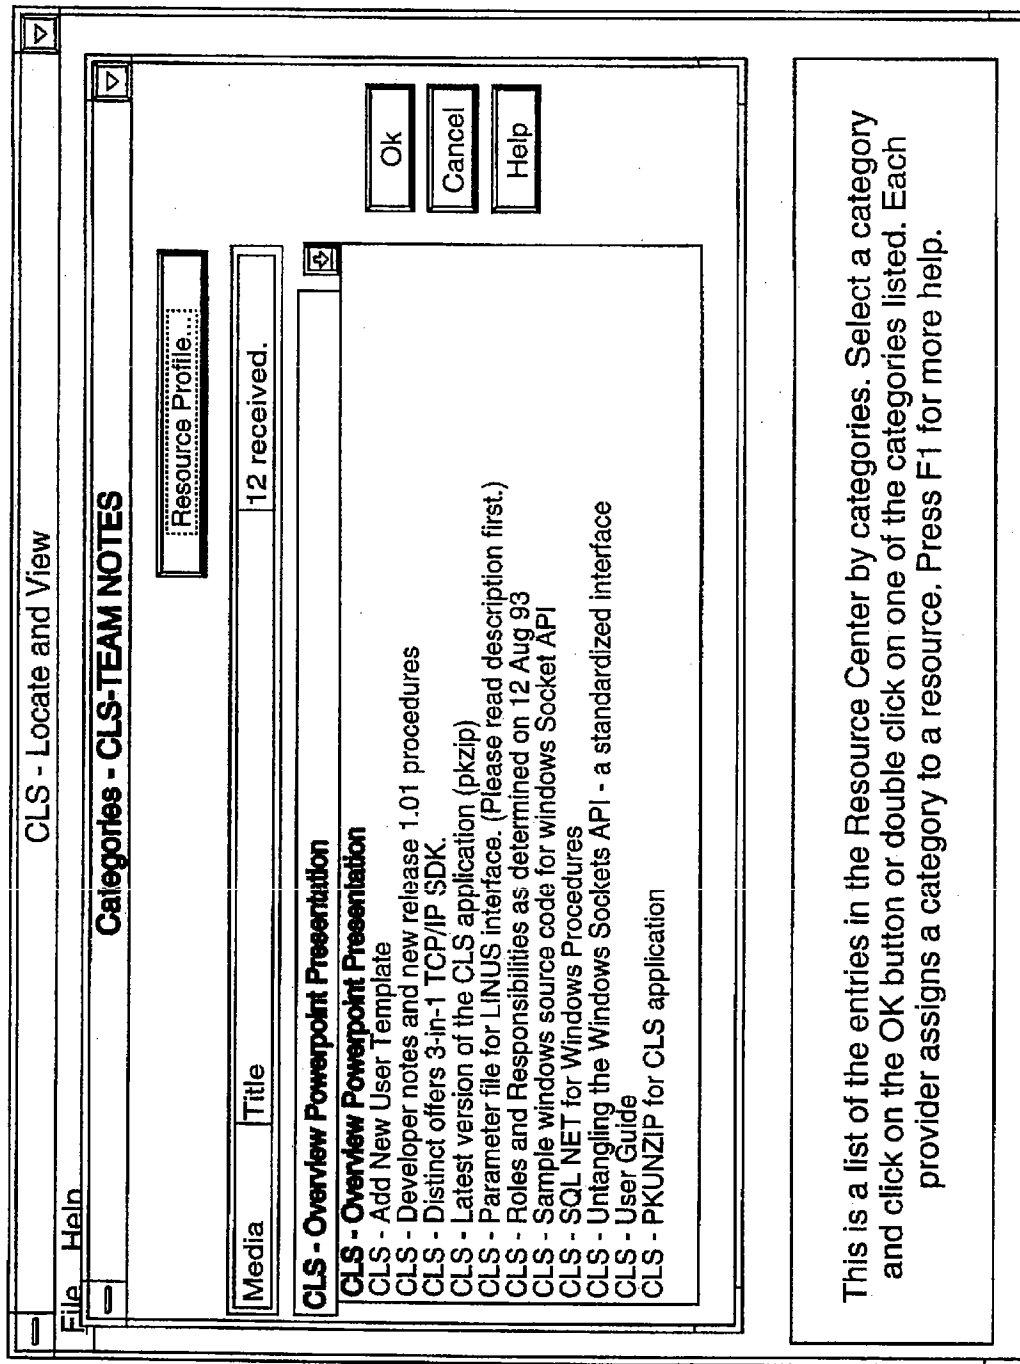 CLS - Locate and View
File Help
Categories - CLS-TEAM NOTES
Resource Profile...
Media Title 12 received.
CLS - Overview Powerpoint Presentation
CLS - Overview Powerpoint Presentation
CLS - Add New User Template
CLS - Developer notes and new release 1.01 procedures
CLS - Distinct offers 3-in-1 TCP/IP SDK.
CLS - Latest version of the CLS application (pkzip)
CLS - Parameter file for LINUS interface. (Please read description first.)
CLS - Roles and Responsibilities as determined on 12 Aug 93
CLS - Sample windows source code for windows Socket API
CLS - SQL NET for Windows Procedures
CLS - Untangling the Windows Sockets API - a standardized interface
CLS - User Guide
CLS - PKUNZIP for CLS application
Ok
Cancel
Help
This is a list of the entries in the Resource Center by categories. Select a category
and click on the OK button or double click on one of the categories listed. Each
provider assigns a category to a resource. Press F1 for more help.